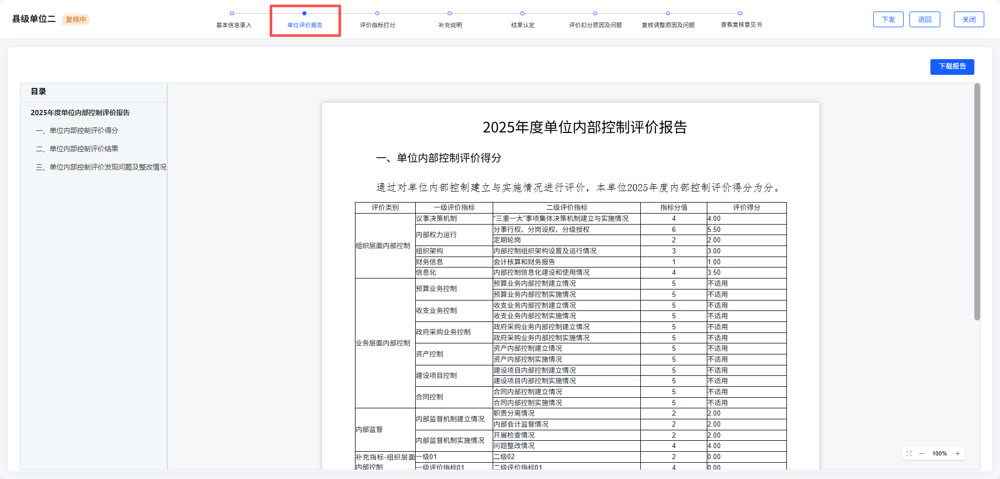 县级单位二 复核中
基本信息录入 单位评价报告 评价指标打分 补充说明 结果认定 评价扣分原因及问题 复核调整原因及问题 查看复核意见书
下发 退回 关闭
下载报告
目录
2025年度单位内部控制评价报告
一、单位内部控制评价得分
二、单位内部控制评价结果
三、单位内部控制评价发现问题及整改情况
2025年度单位内部控制评价报告
一、单位内部控制评价得分
通过对单位内部控制建立与实施情况进行评价，本单位2025年度内部控制评价得分为分。
评价类别 一级评价指标 二级评价指标 指标分值 评价得分
组织层面内部控制 议事决策机制 “三重一大”事项集体决策机制建立与实施情况 4 4.00
内部权力运行 分事行权、分岗设权、分级授权 6 5.50
定期轮岗 2 2.00
组织架构 内部控制组织架构设置及运行情况 3 3.00
财务信息 会计核算和财务报告 1 1.00
信息化 内部控制信息化建设和使用情况 4 3.50
业务层面内部控制 预算业务控制 预算业务内部控制建立情况 5 不适用
预算业务内部控制实施情况 5 不适用
收支业务控制 收支业务内部控制建立情况 5 不适用
收支业务内部控制实施情况 5 不适用
政府采购业务控制 政府采购业务内部控制建立情况 5 不适用
政府采购业务内部控制实施情况 5 不适用
资产控制 资产内部控制建立情况 5 不适用
资产内部控制实施情况 5 不适用
建设项目控制 建设项目内部控制建立情况 5 不适用
建设项目内部控制实施情况 5 不适用
合同控制 合同内部控制建立情况 5 不适用
合同内部控制实施情况 5 不适用
内部监督 内部监督机制建立情况 职责分离情况 2 2.00
内部会计监督情况 2 2.00
内部监督机制实施情况 开展检查情况 2 2.00
问题整改情况 4 4.00
补充指标-组织层面内部控制 一级01 二级02 2 0.00
一级评价指标01 二级评价指标01 4 0.00
100%